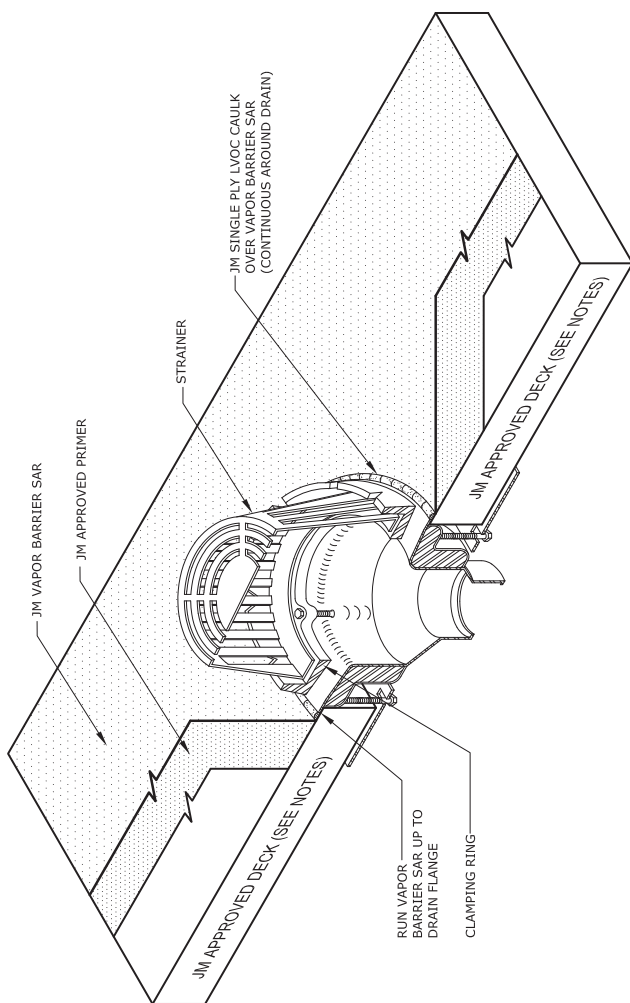 JM VAPOR BARRIER SAR
JM APPROVED PRIMER
STRAINER
JM SINGLE PLY LVOC CAULK
OVER VAPOR BARRIER SAR
(CONTINUOUS AROUND DRAIN)
JM APPROVED DECK (SEE NOTES)
JM APPROVED DECK (SEE NOTES)
RUN VAPOR
BARRIER SAR UP TO
DRAIN FLANGE
CLAMPING RING